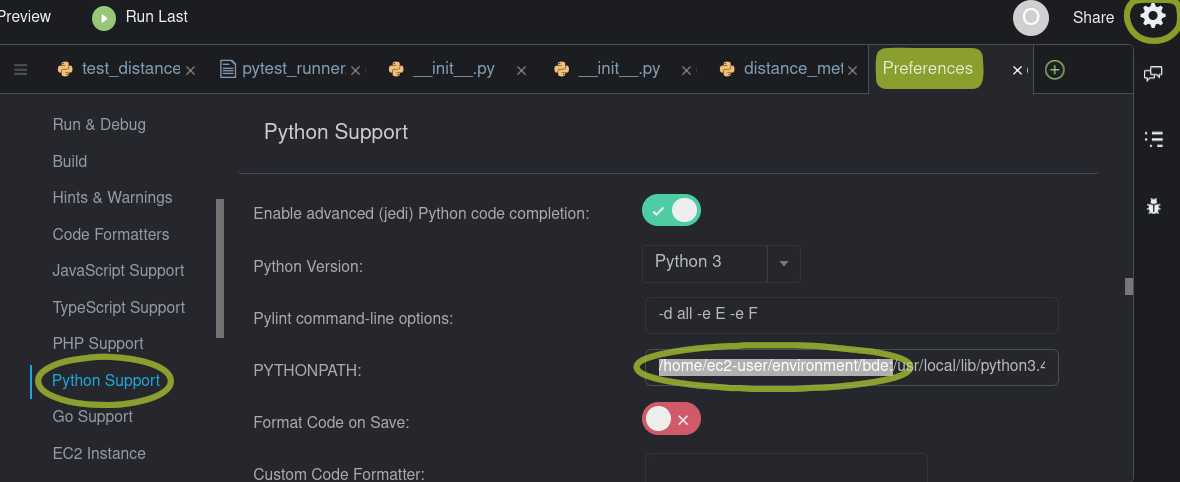 Preview Run Last O Share
test_distance pytest_runner. __init__.py __init__.py distance_met Preferences
Run & Debug
Python Support
Build
Hints & Warnings
Code Formatters
JavaScript Support
TypeScript Support
PHP Support
Python Support
Go Support
EC2 Instance
Enable advanced (jedi) Python code completion:
Python Version: Python 3
Pylint command-line options: -d all -e E -e F
PYTHONPATH: /home/ec2-user/environment/bde:/usr/local/lib/python3.4
Format Code on Save:
Custom Code Formatter: